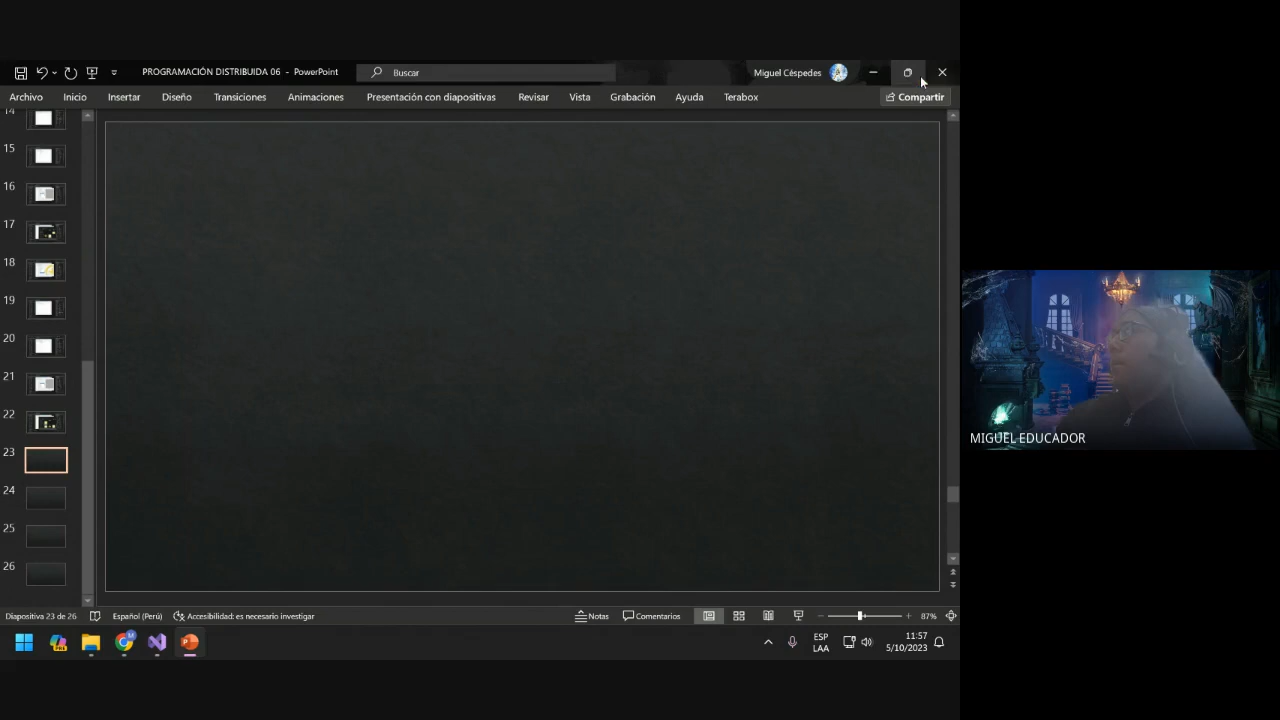 PROGRAMACIÓN DISTRIBUIDA 06 - PowerPoint
Buscar
Miguel Céspedes
Archivo Inicio Insertar Diseño Transiciones Animaciones Presentación con diapositivas Revisar Vista Grabación Ayuda Terabox Compartir
14
15
16
17
18
19
20
21
22
23
24
25
26
MIGUEL EDUCADOR
Diapositiva 23 de 26 Español (Perú) Accesibilidad: es necesario investigar Notas Comentarios 87%
ESP
LAA
11:57
5/10/2023